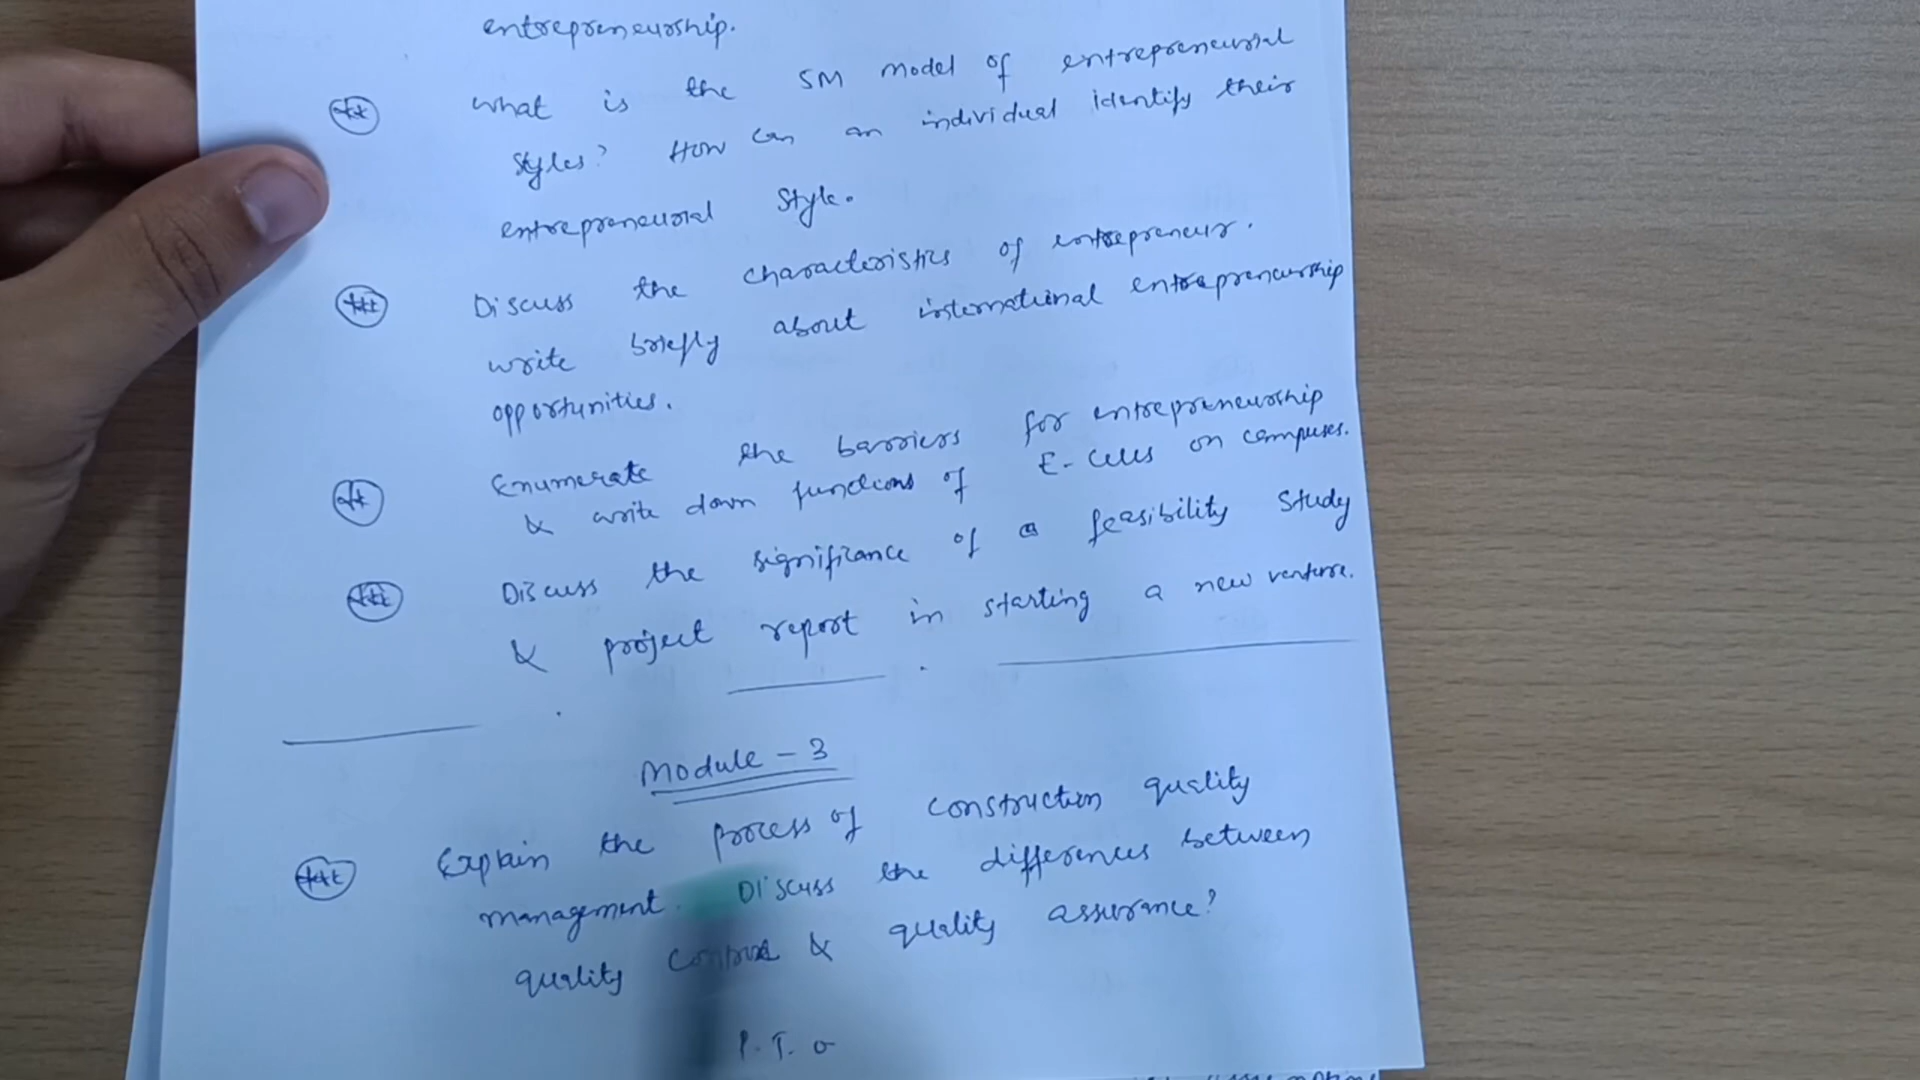 entrepreneurship.
** What is the 5M model of entrepreneurial
styles? How can an individual identify their
entrepreneurial style.
*** Discuss the characteristics of entrepreneur.
write briefly about international entrepreneurship
opportunities.
** Enumerate the barriers for entrepreneurship
& write down functions of E-Cells on campuses.
*** Discuss the significance of a feasibility study
& project report in starting a new venture.
Module - 3
*** Explain the process of construction quality
management. Discuss the differences between
quality control & quality assurance?
P.T.O